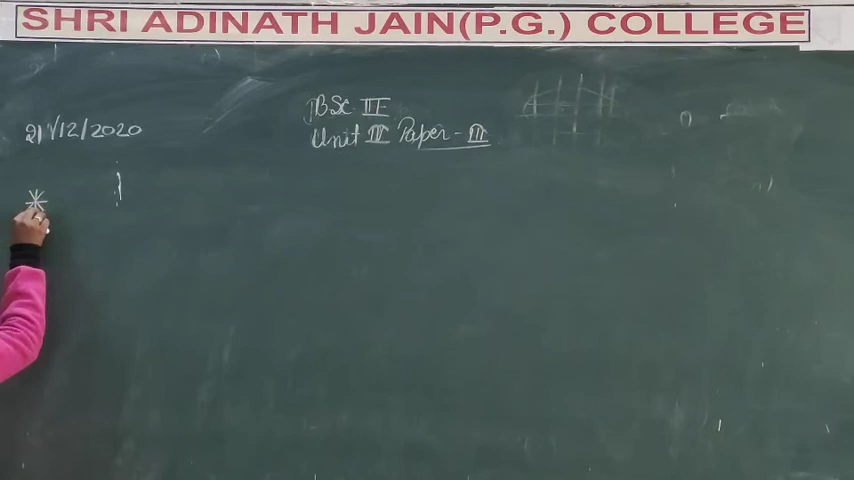 SHRI ADINATH JAIN(P.G.) COLLEGE
21/12/2020
BSc III
Unit III Paper - III
*